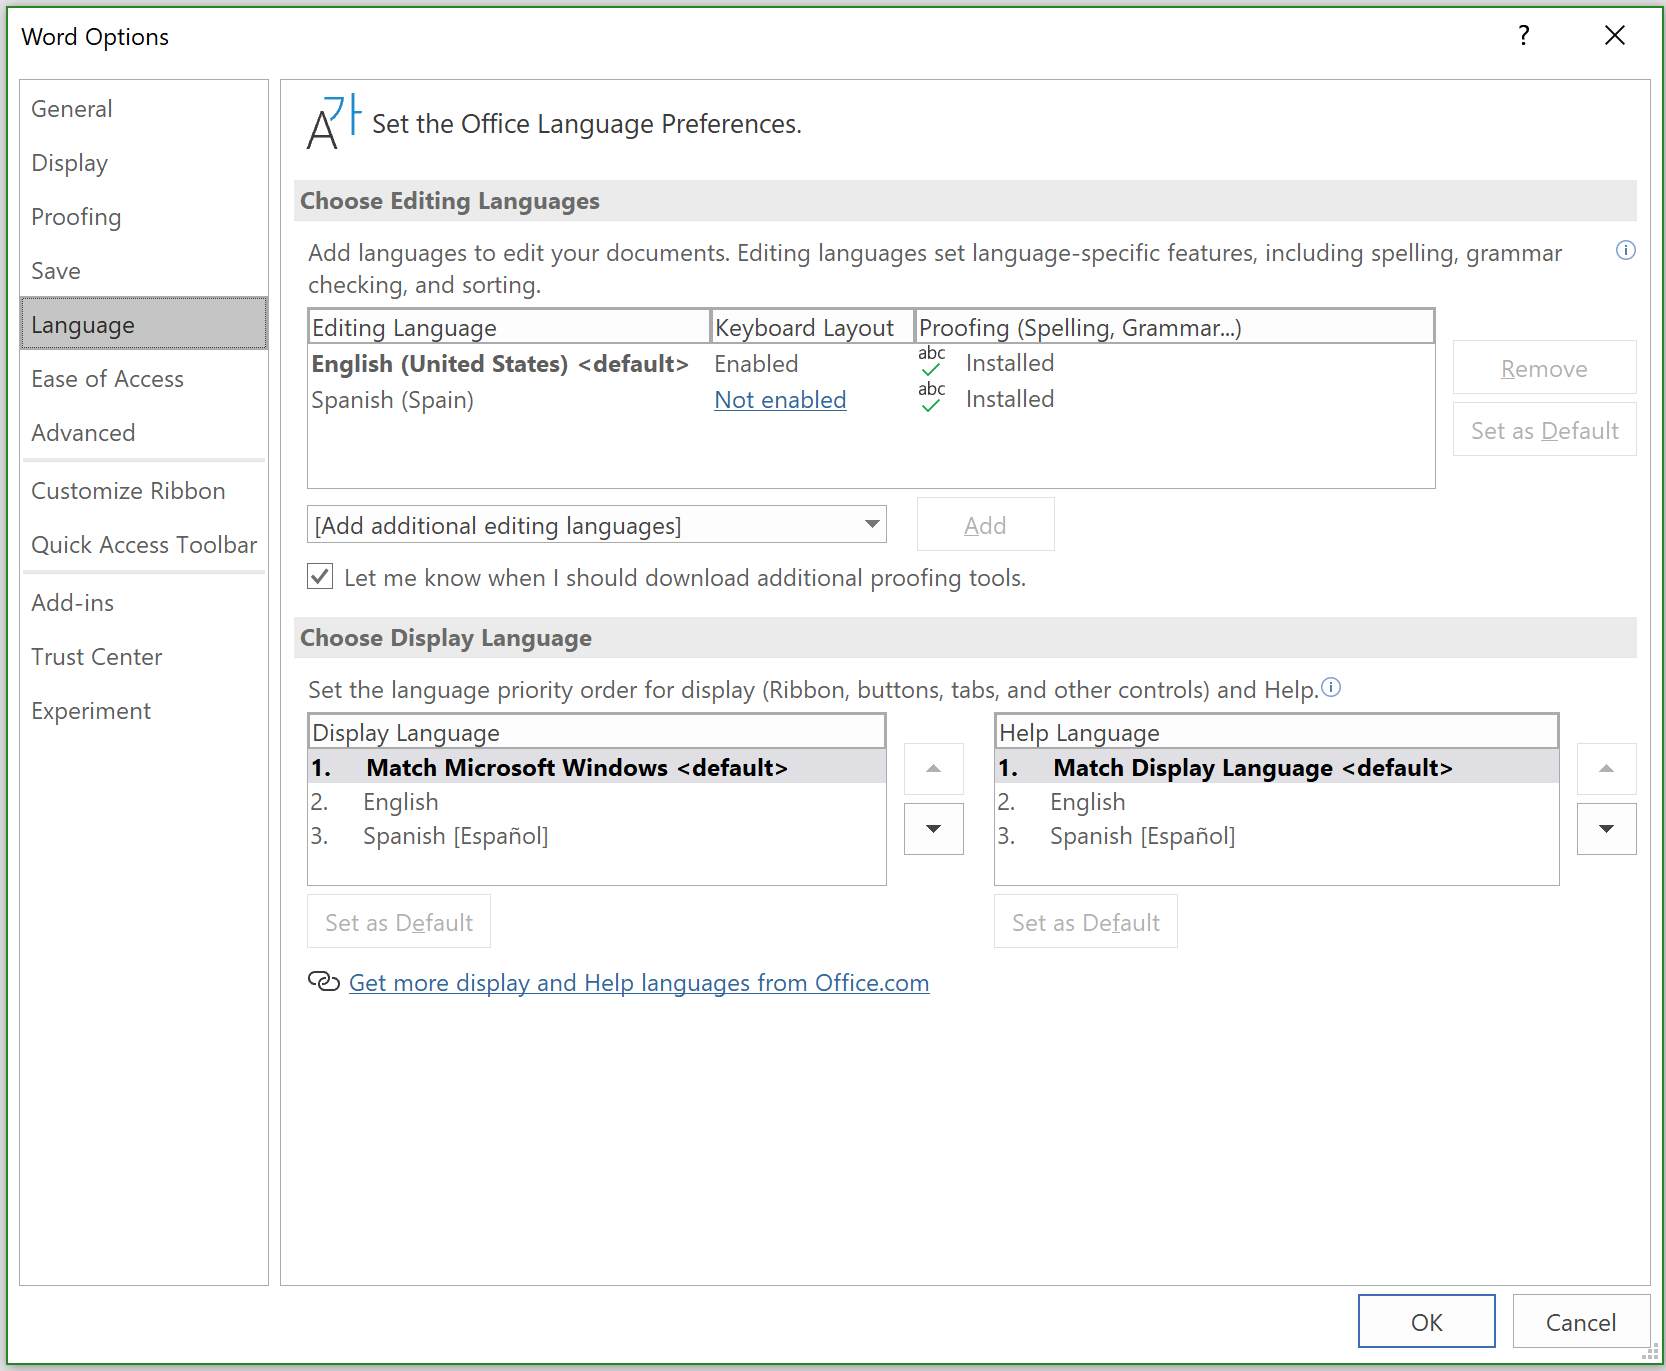 Word Options
?
General
Display
Proofing
Save
Language
Ease of Access
Advanced
Customize Ribbon
Quick Access Toolbar
Add-ins
Trust Center
Experiment
A가 Set the Office Language Preferences.
Choose Editing Languages
Add languages to edit your documents. Editing languages set language-specific features, including spelling, grammar
checking, and sorting.
Editing Language Keyboard Layout Proofing (Spelling, Grammar...)
English (United States) <default> Enabled abc Installed
Spanish (Spain) Not enabled abc Installed
Remove
Set as Default
[Add additional editing languages] Add
Let me know when I should download additional proofing tools.
Choose Display Language
Set the language priority order for display (Ribbon, buttons, tabs, and other controls) and Help.
Display Language
1. Match Microsoft Windows <default>
2. English
3. Spanish [Español]
Set as Default
Help Language
1. Match Display Language <default>
2. English
3. Spanish [Español]
Set as Default
Get more display and Help languages from Office.com
OK Cancel